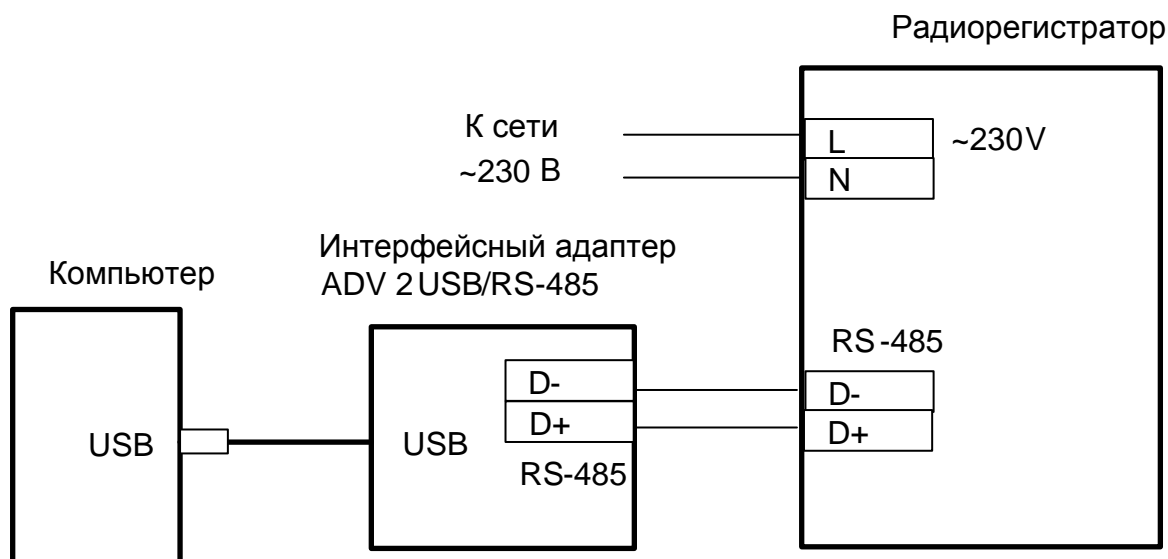 Радиорегистратор
К сети
~230 В
L
~230V
N
Интерфейсный адаптер
ADV 2 USB/RS-485
Компьютер
RS-485
D-
D+
D-
D+
USB
USB
RS-485